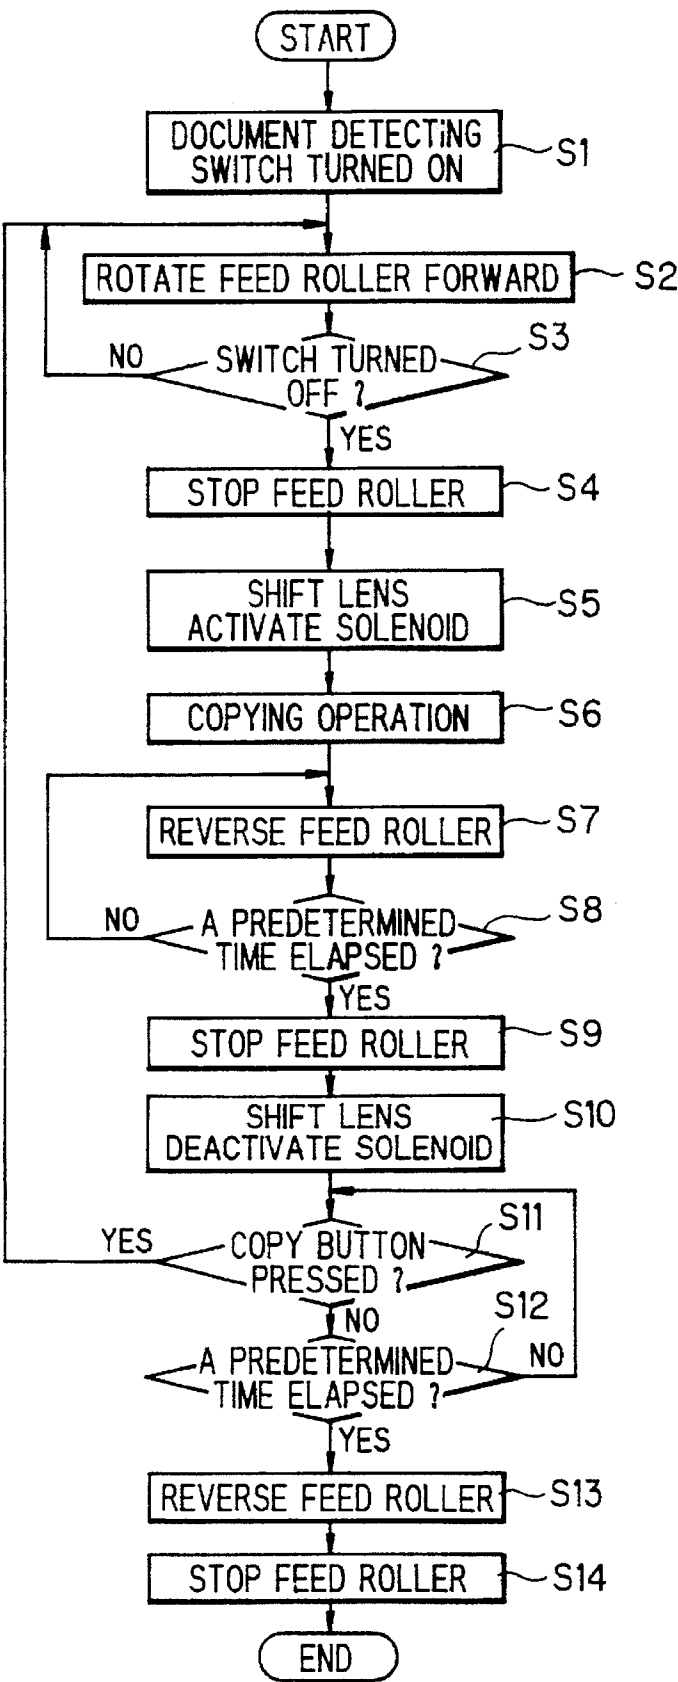 START
DOCUMENT DETECTING
SWITCH TURNED ON
S1
ROTATE FEED ROLLER FORWARD
S2
SWITCH TURNED
OFF ?
S3
NO
YES
STOP FEED ROLLER
S4
SHIFT LENS
ACTIVATE SOLENOID
S5
COPYING OPERATION
S6
REVERSE FEED ROLLER
S7
A PREDETERMINED
TIME ELAPSED ?
S8
NO
YES
STOP FEED ROLLER
S9
SHIFT LENS
DEACTIVATE SOLENOID
S10
COPY BUTTON
PRESSED ?
S11
YES
NO
A PREDETERMINED
TIME ELAPSED ?
S12
NO
YES
REVERSE FEED ROLLER
S13
STOP FEED ROLLER
S14
END